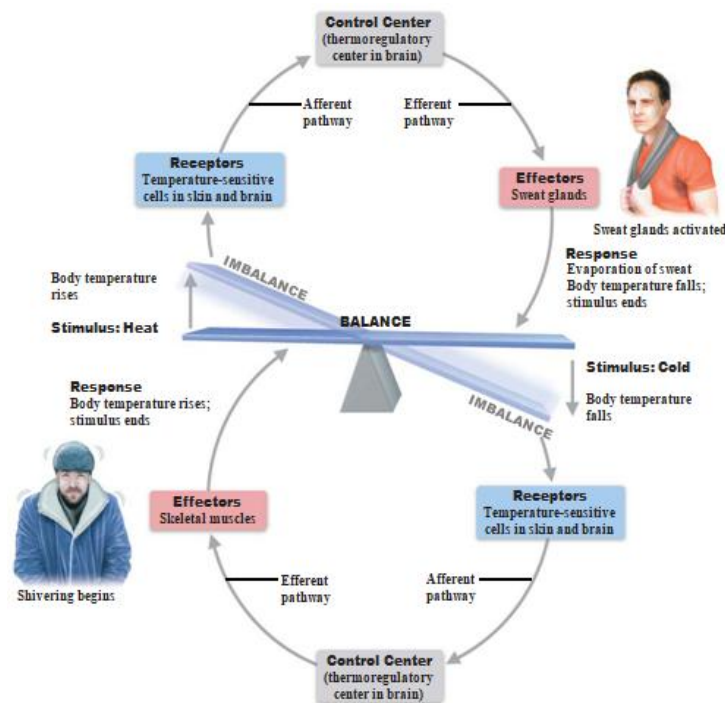 Control Center
(thermoregulatory
center in brain)
Afferent
pathway
Efferent
pathway
Receptors
Temperature-sensitive
cells in skin and brain
Effectors
Sweat glands
Sweat glands activated
Response
Evaporation of sweat
Body temperature falls;
stimulus ends
IMBALANCE
Body temperature
rises
Stimulus: Heat
BALANCE
Stimulus: Cold
Body temperature
falls
IMBALANCE
Response
Body temperature rises;
stimulus ends
Effectors
Skeletal muscles
Shivering begins
Receptors
Temperature-sensitive
cells in skin and brain
Efferent
pathway
Afferent
pathway
Control Center
(thermoregulatory
center in brain)